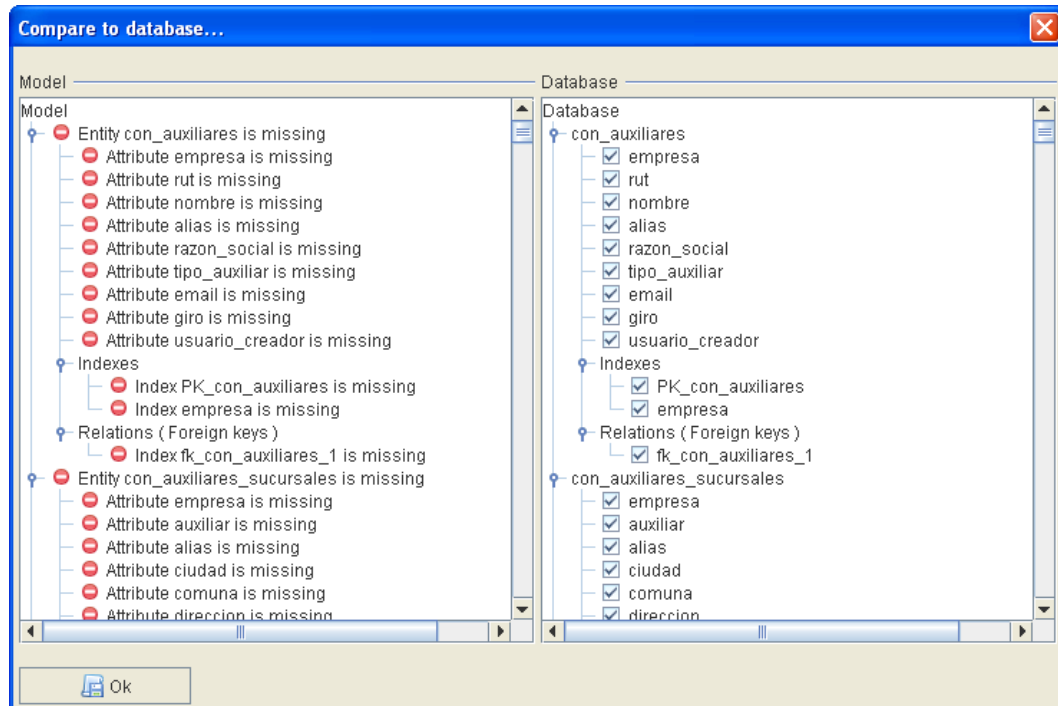 Compare to database...
Model
Model
Entity con_auxiliares is missing
Attribute empresa is missing
Attribute rut is missing
Attribute nombre is missing
Attribute alias is missing
Attribute razon_social is missing
Attribute tipo_auxiliar is missing
Attribute email is missing
Attribute giro is missing
Attribute usuario_creador is missing
Indexes
Index PK_con_auxiliares is missing
Index empresa is missing
Relations ( Foreign keys )
Index fk_con_auxiliares_1 is missing
Entity con_auxiliares_sucursales is missing
Attribute empresa is missing
Attribute auxiliar is missing
Attribute alias is missing
Attribute ciudad is missing
Attribute comuna is missing
Attribute direccion is missing
Database
Database
con_auxiliares
empresa
rut
nombre
alias
razon_social
tipo_auxiliar
email
giro
usuario_creador
Indexes
PK_con_auxiliares
empresa
Relations ( Foreign keys )
fk_con_auxiliares_1
con_auxiliares_sucursales
empresa
auxiliar
alias
ciudad
comuna
direccion
Ok